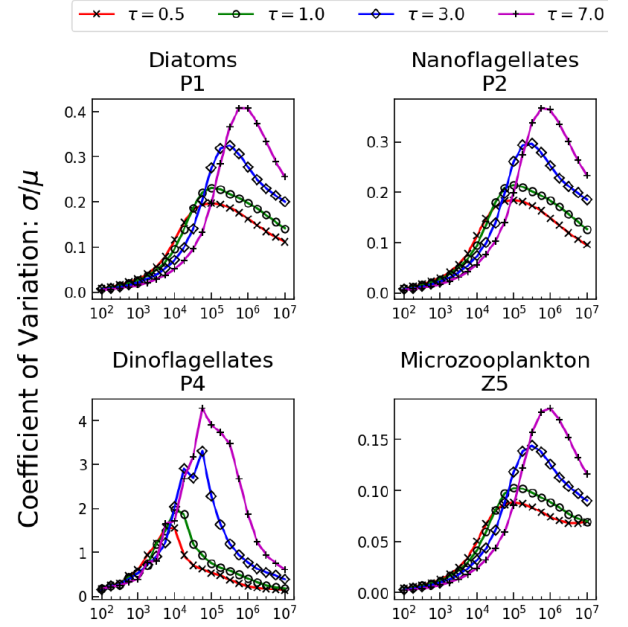 τ = 0.5 τ = 1.0 τ = 3.0 τ = 7.0
Coefficient of Variation: σ/μ
Diatoms
P1
0.4
0.3
0.2
0.1
0.0
10² 10³ 10⁴ 10⁵ 10⁶ 10⁷
Nanoflagellates
P2
0.3
0.2
0.1
0.0
10² 10³ 10⁴ 10⁵ 10⁶ 10⁷
Dinoflagellates
P4
4
3
2
1
0
10² 10³ 10⁴ 10⁵ 10⁶ 10⁷
Microzooplankton
Z5
0.15
0.10
0.05
0.00
10² 10³ 10⁴ 10⁵ 10⁶ 10⁷